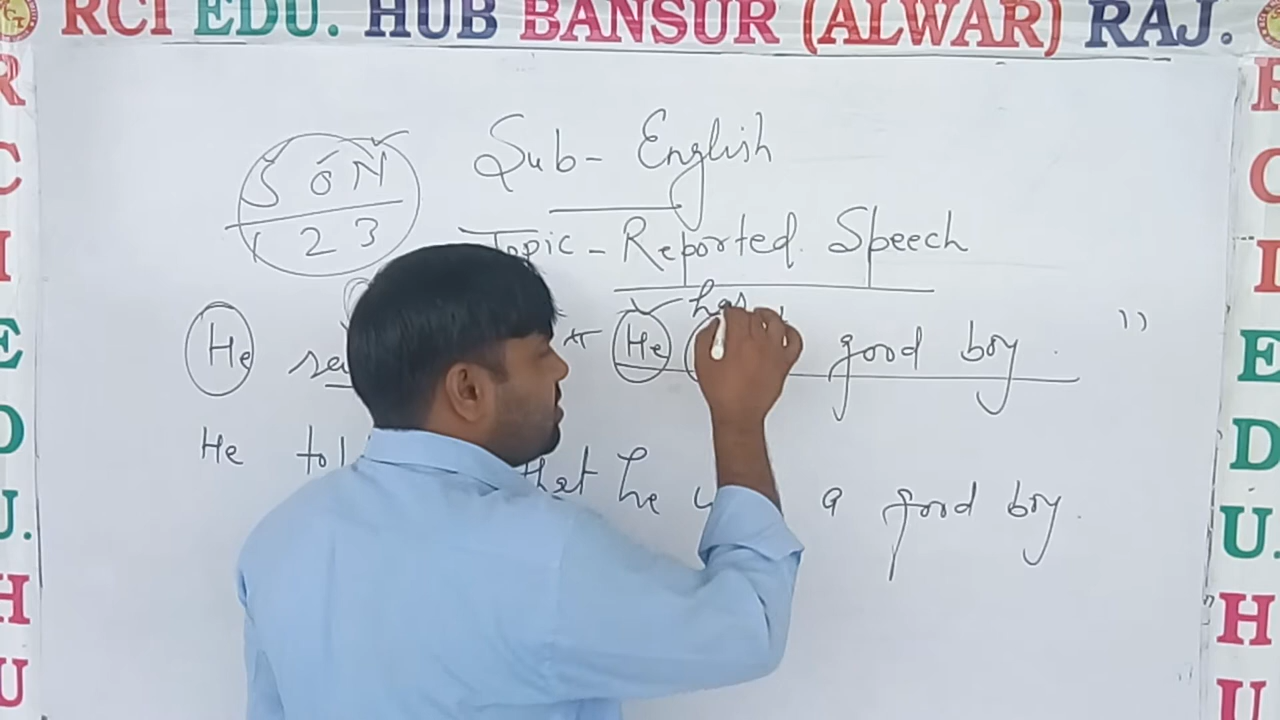 RCI EDU. HUB BANSUR (ALWAR) RAJ.
S O N
1 2 3
Sub- English
Topic - Reported Speech
has
He He good boy. "
He that he a good boy.
R C I E D U. H U
R C I E D U. H U